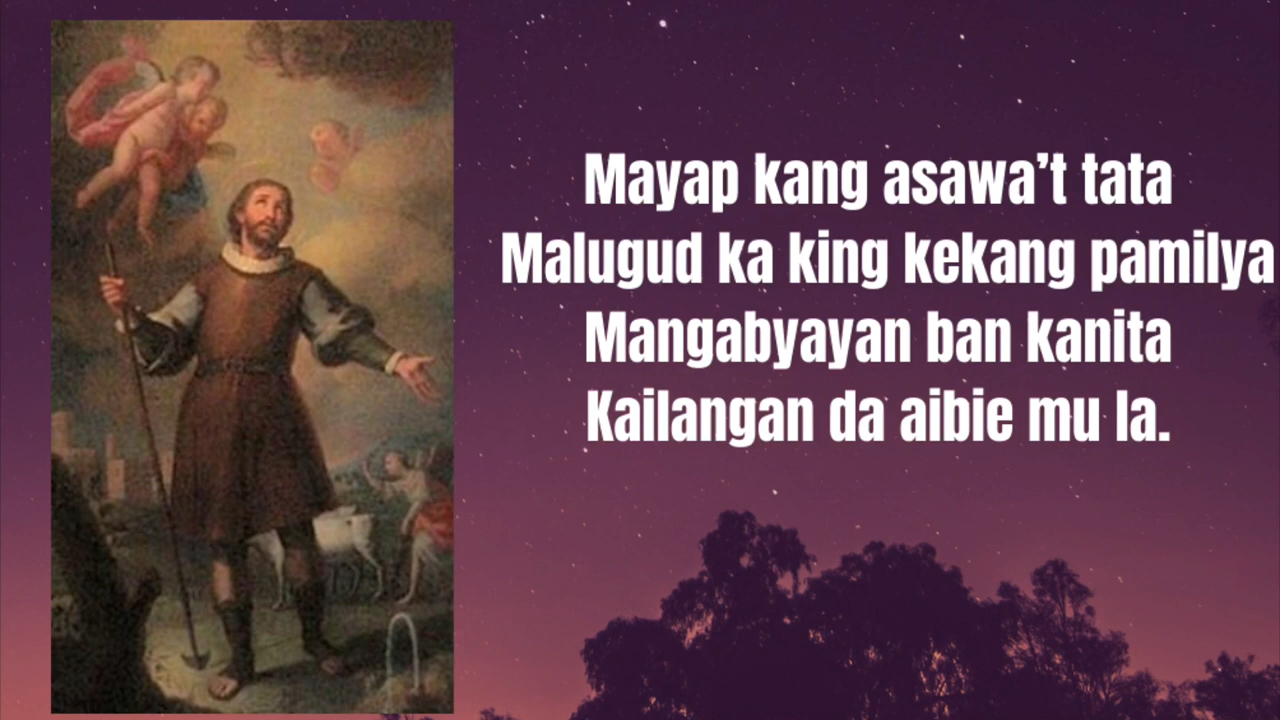 Mayap kang asawa’t tata
Malugud ka king kekang pamilya
Mangabyayan ban kanita
Kailangan da aibie mu la.